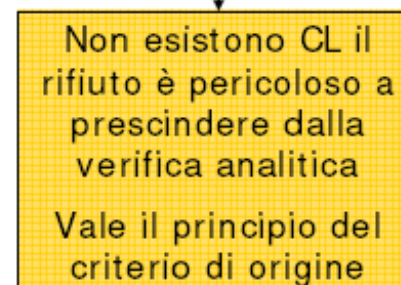 Non esistono CL il
rifiuto è pericoloso a
prescindere dalla
verifica analitica
Vale il principio del
criterio di origine